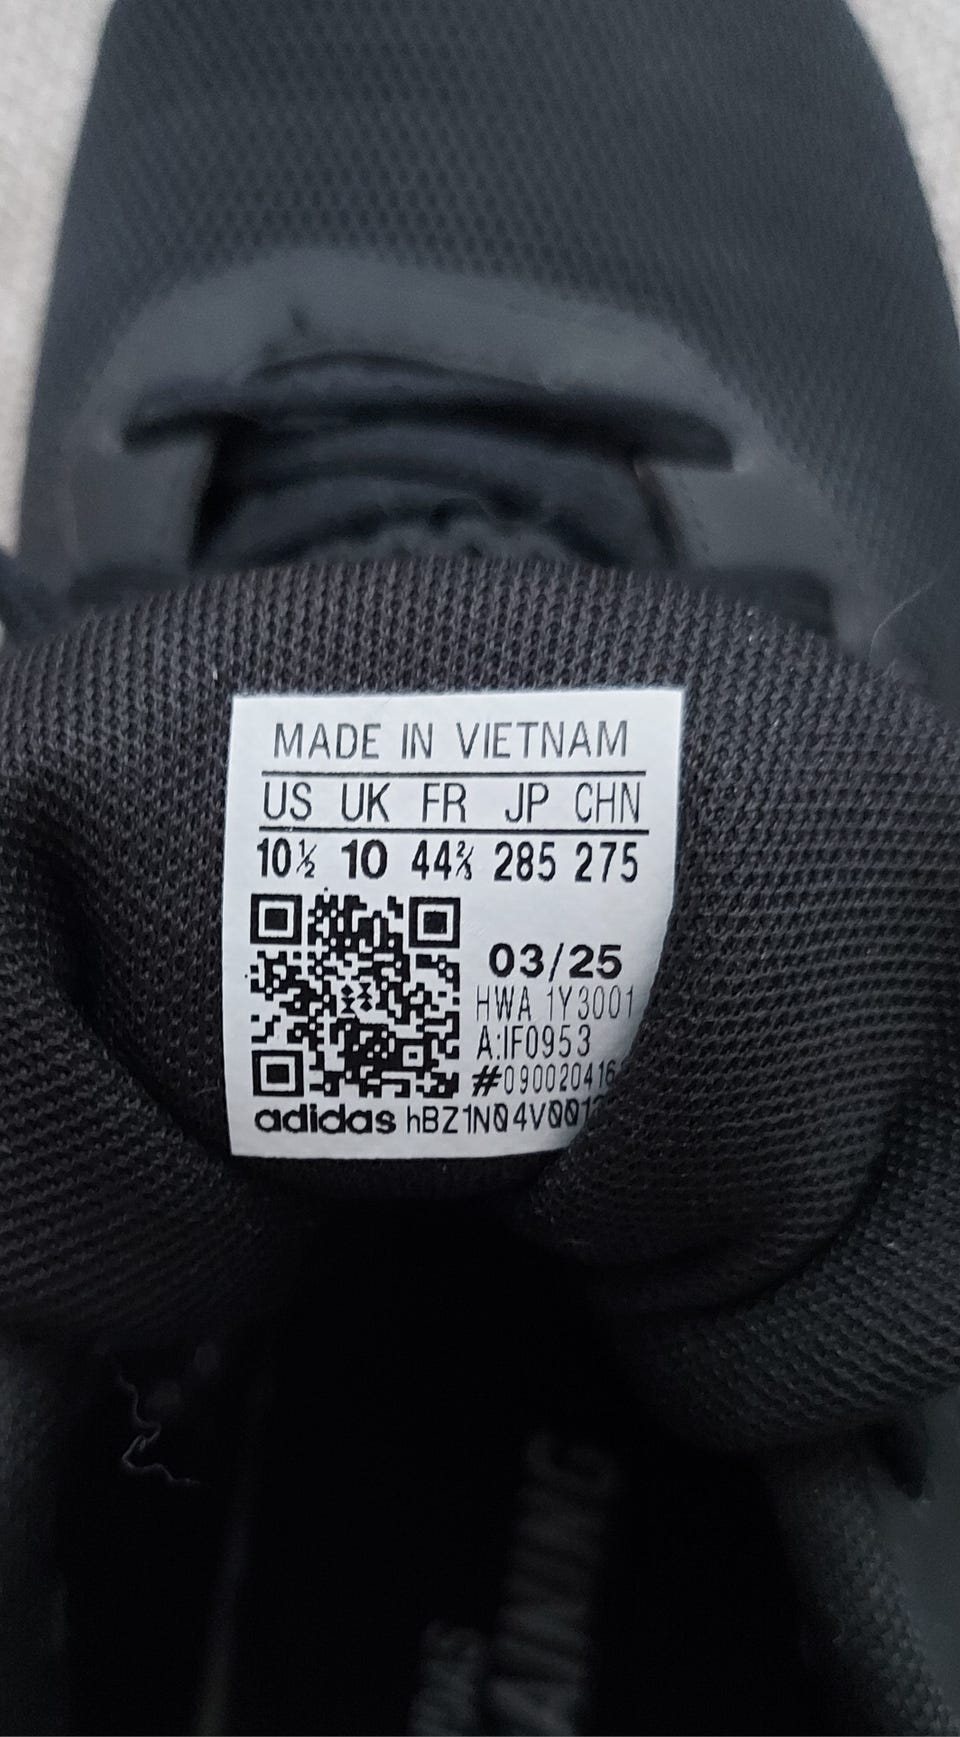 MADE IN VIETNAM
US UK FR JP CHN
10½ 10 44⅔ 285 275
03/25
HWA 1Y3001
A:IF0953
adidas
TRAINING